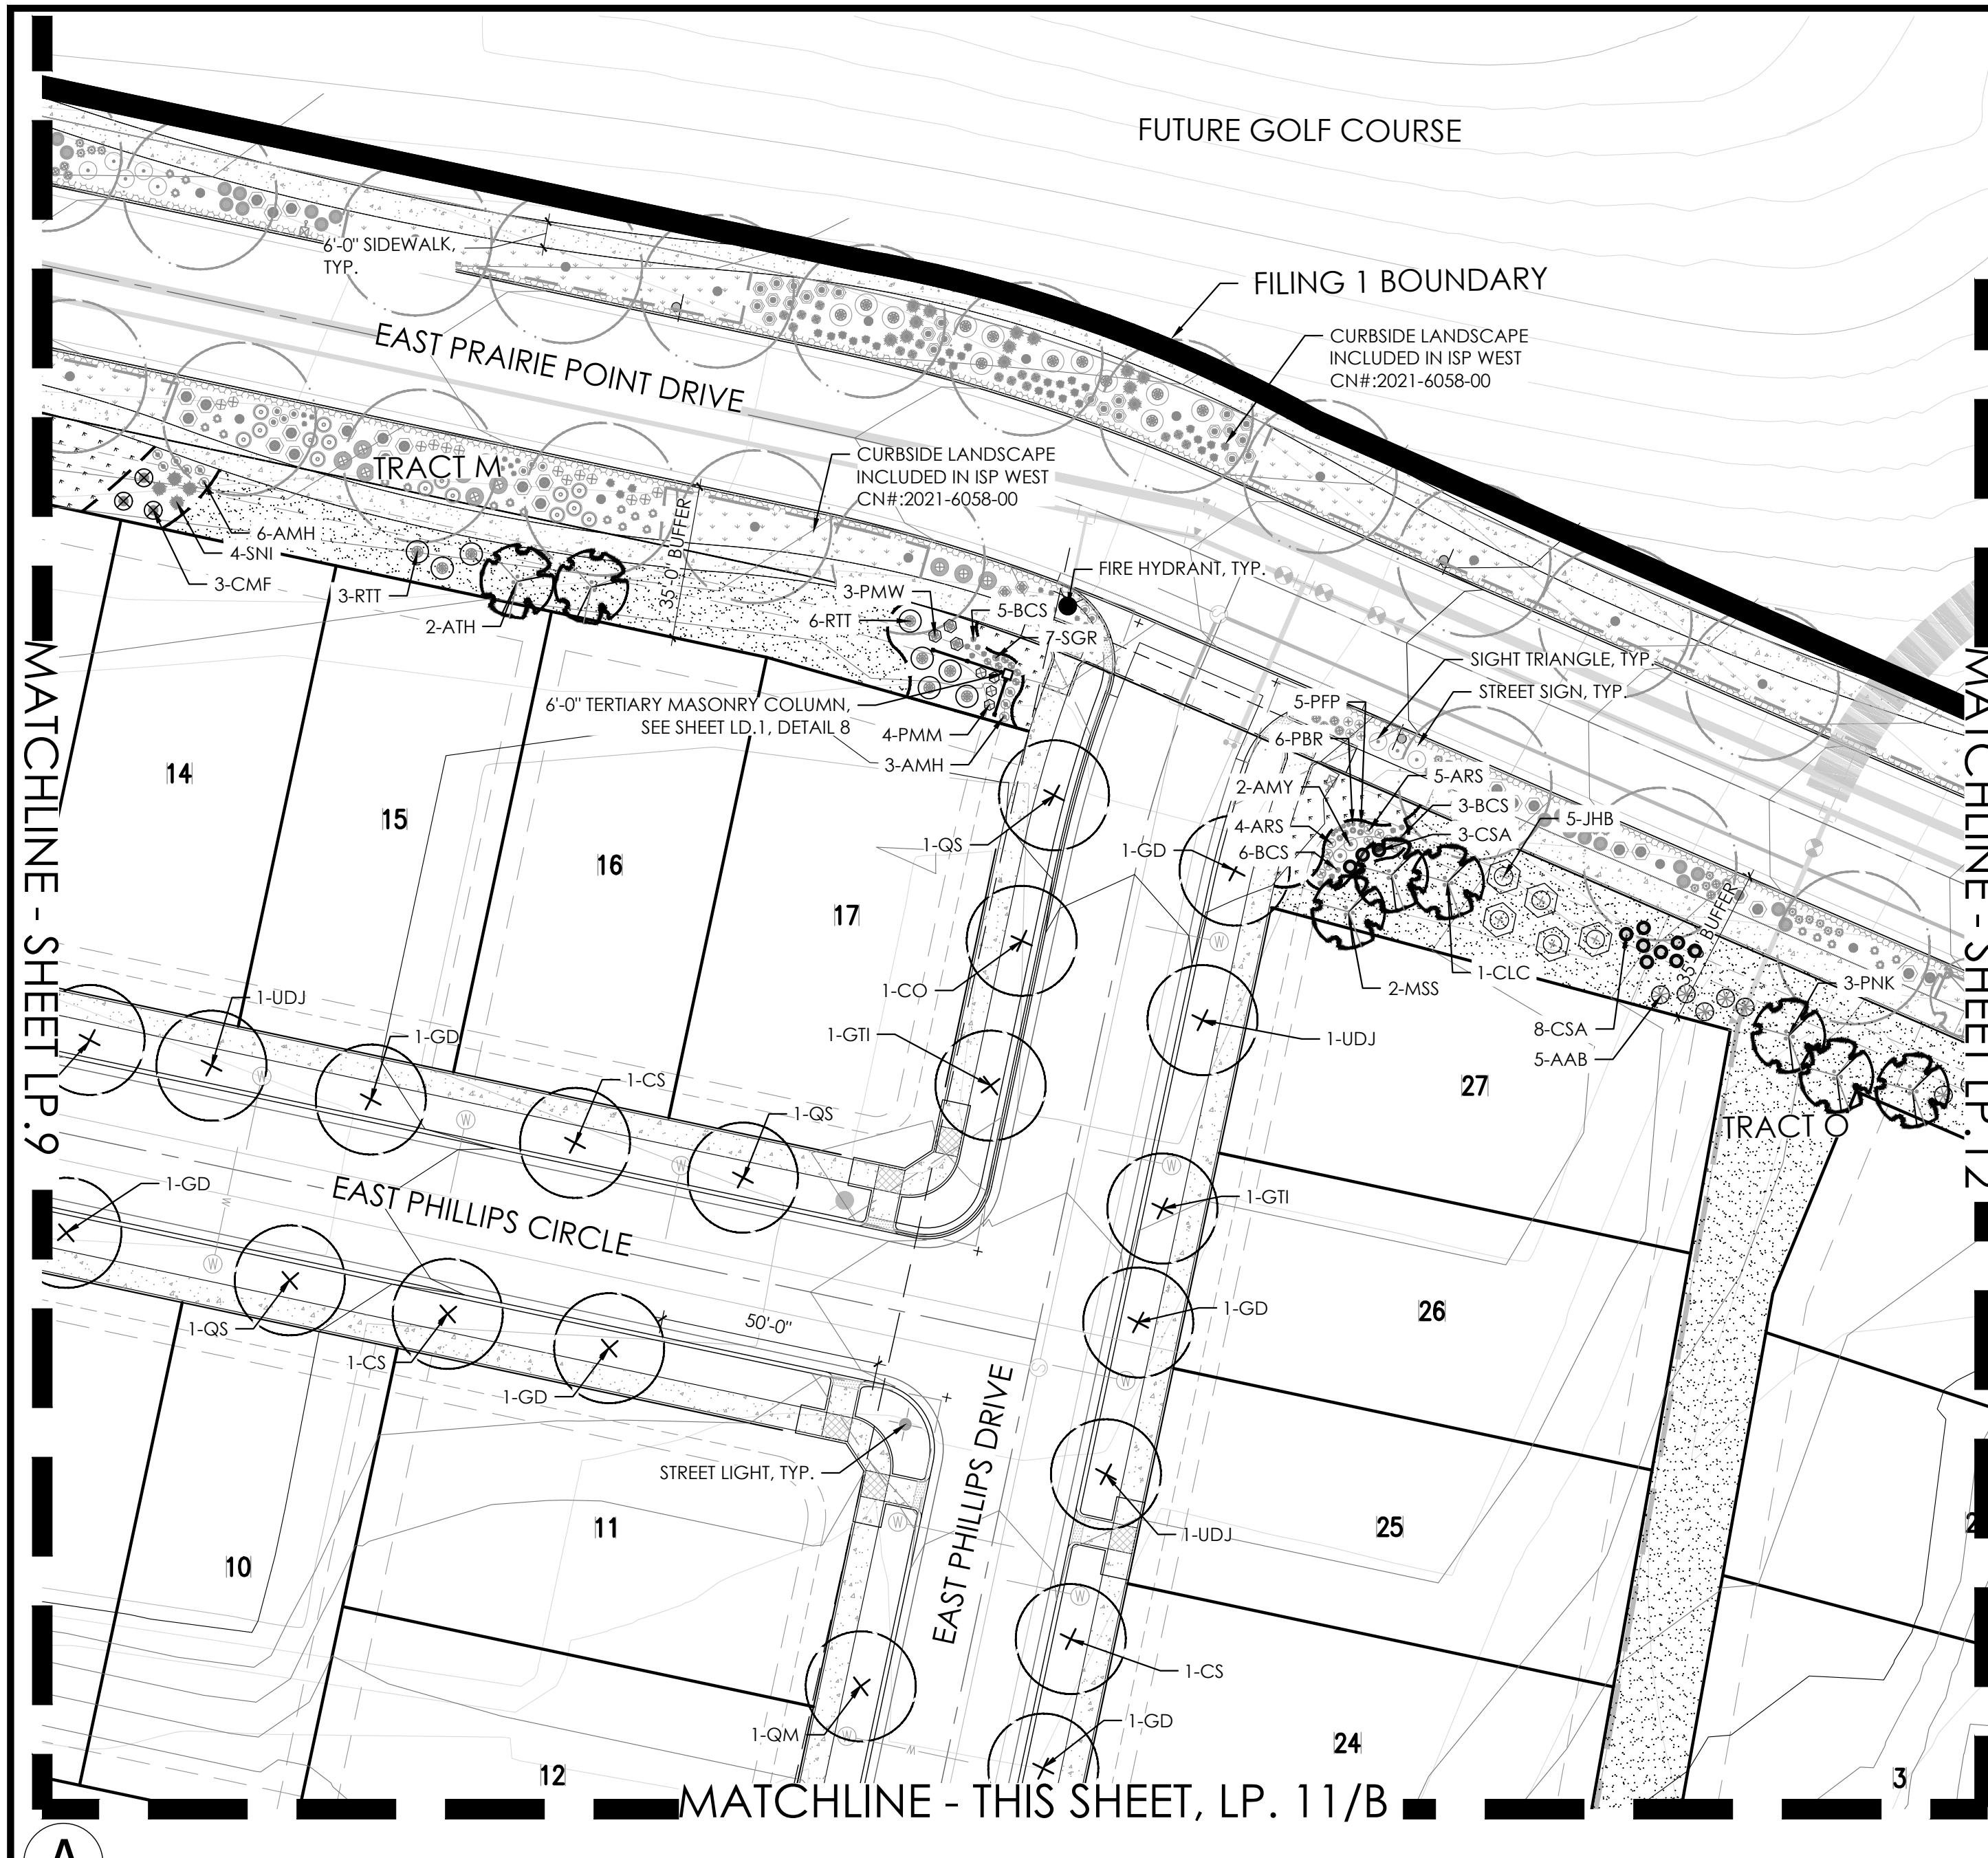 FUTURE GOLF COURSE
6'-0" SIDEWALK,
TYP.
FILING 1 BOUNDARY
CURBSIDE LANDSCAPE
INCLUDED IN ISP WEST
CN#:2021-6058-00
EAST PRAIRIE POINT DRIVE
TRACT M
CURBSIDE LANDSCAPE
INCLUDED IN ISP WEST
CN#:2021-6058-00
35'-0" BUFFER
6-AMH
4-SNI
3-CMF
3-RTT
2-ATH
3-PMW
6-RTT
5-BCS
7-SGR
FIRE HYDRANT, TYP.
6'-0" TERTIARY MASONRY COLUMN,
SEE SHEET LD.1, DETAIL 8
4-PMM
3-AMH
SIGHT TRIANGLE, TYP.
STREET SIGN, TYP.
5-PFP
6-PBR
2-AMY
5-ARS
4-ARS
3-BCS
3-CSA
6-BCS
5-JHB
1-GD
1-QS
14
15
16
17
MATCHLINE - SHEET LP.9
MATCHLINE - SHEET LP.12
35'-0" BUFFER
1-CLC
2-MSS
3-PNK
8-CSA
5-AAB
1-CO
1-GTI
1-UDJ
1-UDJ
1-GD
1-CS
1-QS
27
TRACT O
1-GD
EAST PHILLIPS CIRCLE
1-GTI
1-GD
26
1-QS
1-CS
1-GD
50'-0"
STREET LIGHT, TYP.
EAST PHILLIPS DRIVE
1-UDJ
25
10
11
1-CS
1-QM
1-GD
24
12
3
W
W
W
W
W
W
W
W
W
W
W
W
S
S
MATCHLINE - THIS SHEET, LP. 11/B